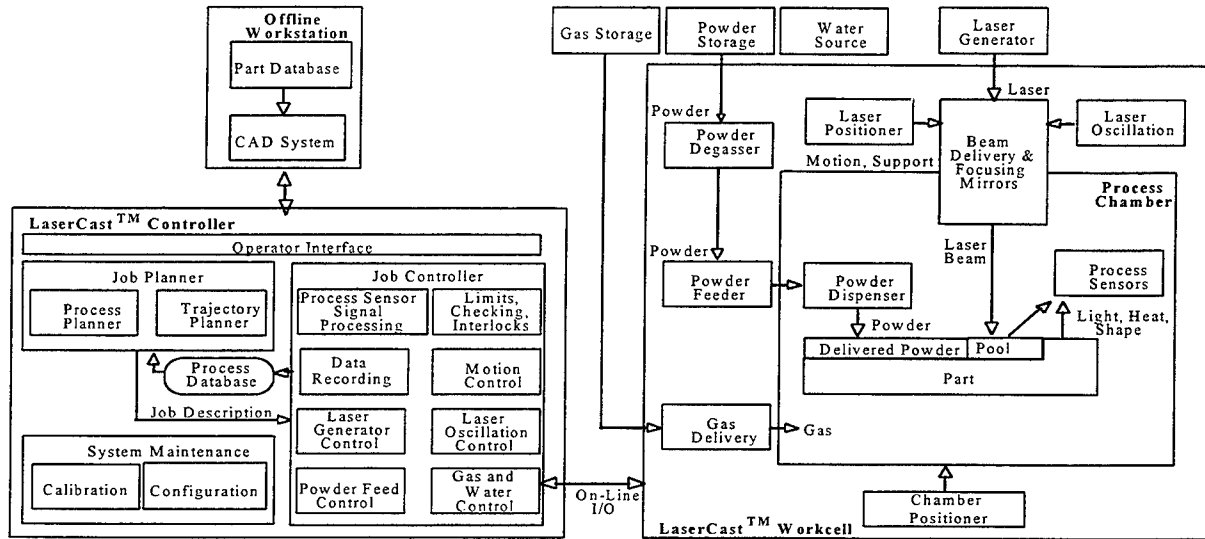 Offline
Workstation
Part Database
CAD System
Gas Storage
Powder
Storage
Water
Source
Laser
Generator
LaserCast™ Controller
Operator Interface
Job Planner
Process
Planner
Trajectory
Planner
Process
Database
Job Description
System Maintenance
Calibration
Configuration
Job Controller
Process Sensor
Signal
Processing
Limits,
Checking,
Interlocks
Data
Recording
Motion
Control
Laser
Generator
Control
Laser
Oscillation
Control
Powder Feed
Control
Gas and
Water Control
On-Line
I/O
Laser
Powder
Powder
Degasser
Laser
Positioner
Motion, Support
Beam
Delivery &
Focusing
Mirrors
Laser
Oscillation
Process
Chamber
Powder
Powder
Feeder
Powder
Dispenser
Powder
Laser
Beam
Process
Sensors
Light, Heat,
Shape
Delivered Powder
Pool
Part
Gas
Delivery
Gas
Chamber
Positioner
LaserCast™ Workcell